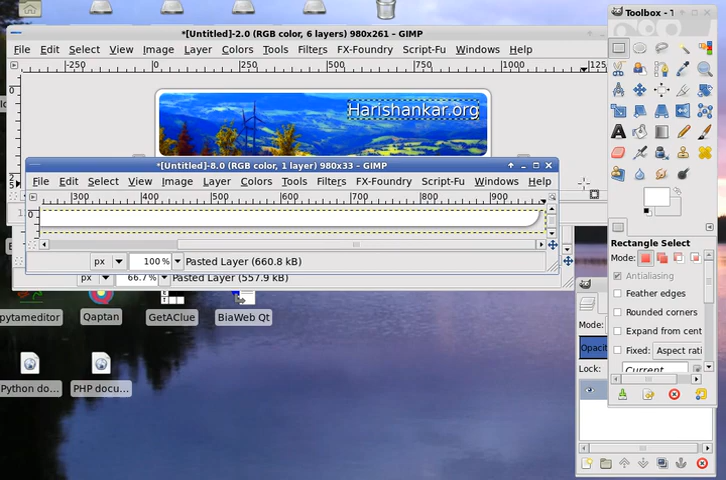 *[Untitled]-2.0 (RGB color, 6 layers) 980x261 – GIMP
File Edit Select View Image Layer Colors Tools Filters FX-Foundry Script-Fu Windows Help
-250 0 250 500 750 1000 125
0
Harishankar.org
*[Untitled]-8.0 (RGB color, 1 layer) 980x33 – GIMP
File Edit Select View Image Layer Colors Tools Filters FX-Foundry Script-Fu Windows Help
300 400 500 600 700 800 900
0
px 100% Pasted Layer (660.8 kB)
px 66.7% Pasted Layer (557.9 kB)
pytameditor Qaptan GetAClue BiaWeb Qt
Python do... PHP docu...
Toolbox - T
Rectangle Select
Mode:
Antialiasing
Feather edges
Rounded corners
Expand from cent
Fixed: Aspect rati
Current
Mode:
Opacit
Lock: